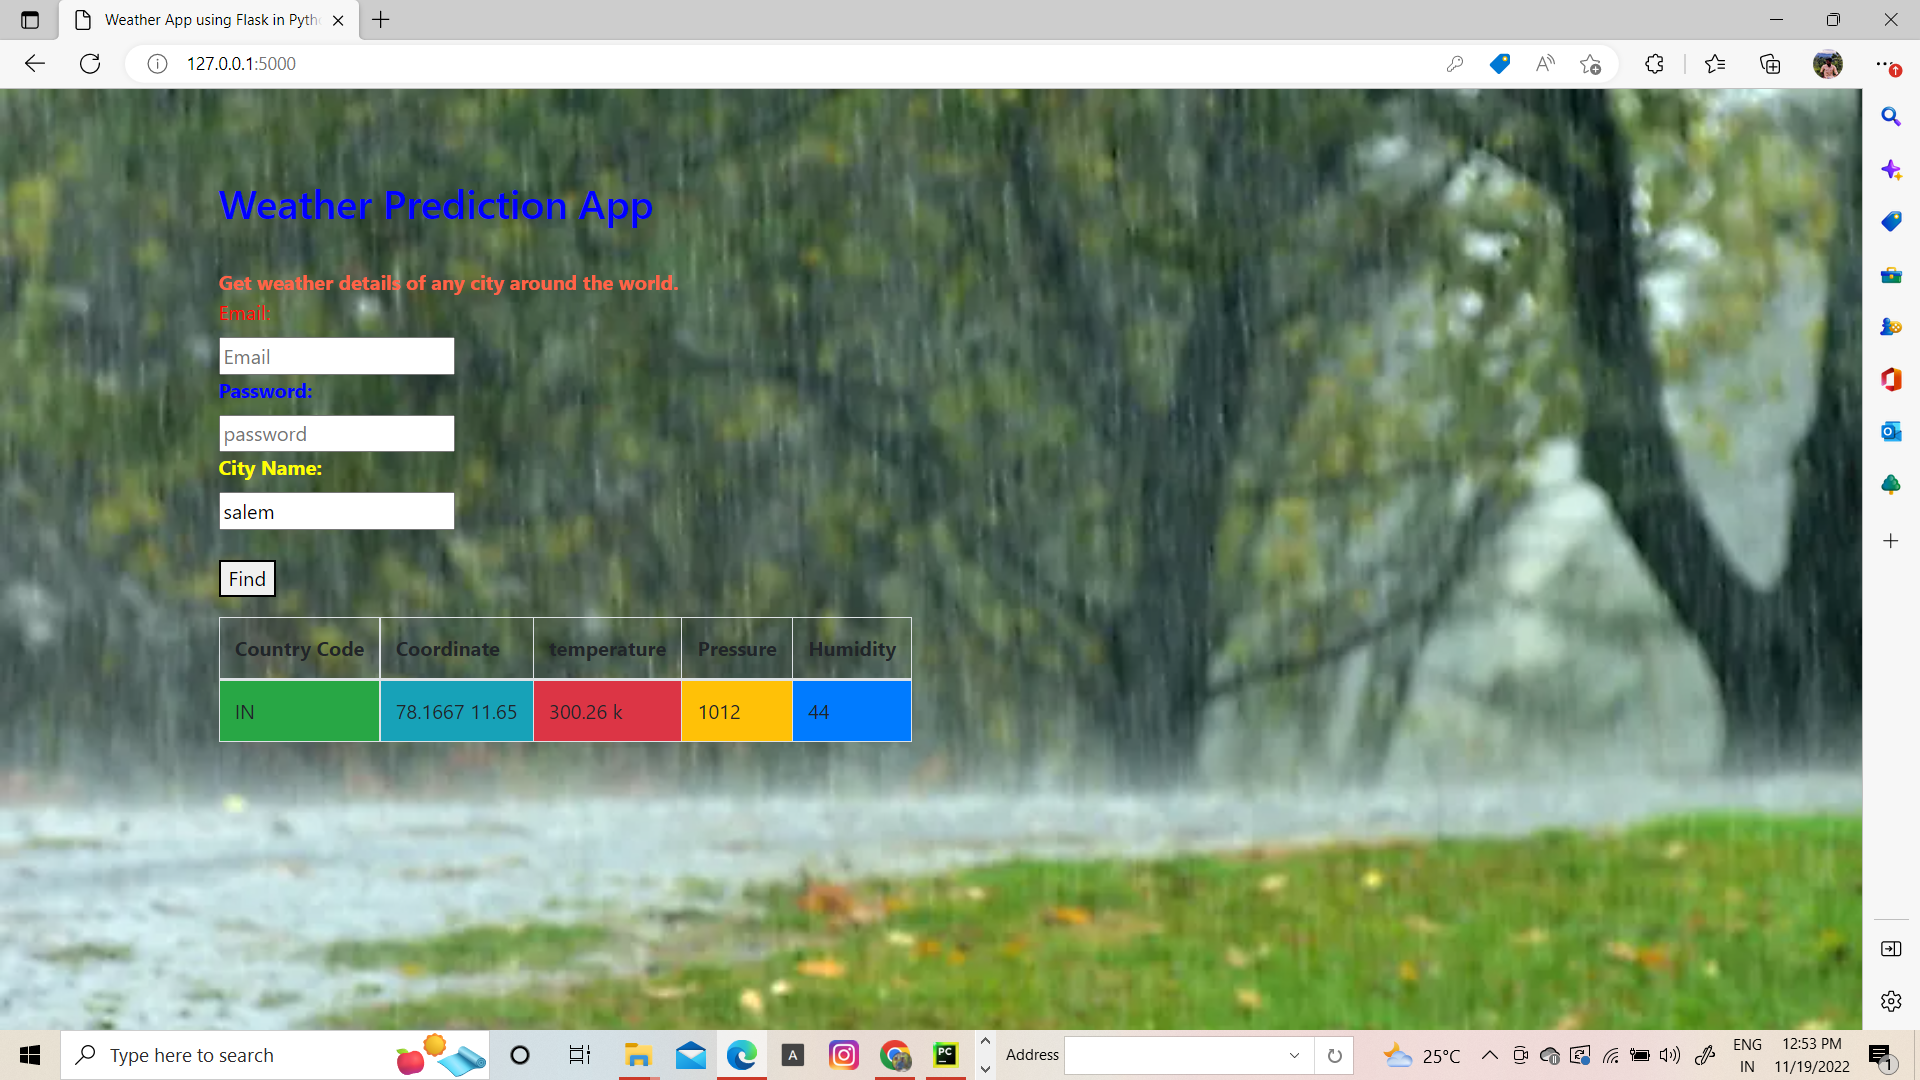 Weather App using Flask in Pyth
127.0.0.1:5000
Weather Prediction App
Get weather details of any city around the world.
Email:
Email
Password:
password
City Name:
salem
Find
Country Code Coordinate temperature Pressure Humidity
IN 78.1667 11.65 300.26 k 1012 44
Type here to search
A
PC
Address
25°C
ENG
IN
12:53 PM
11/19/2022
1